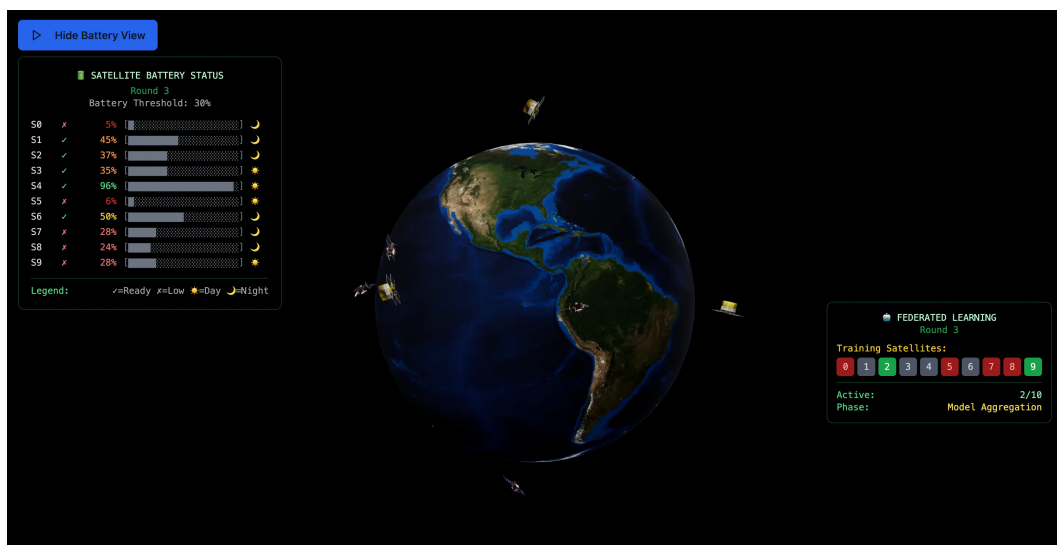 Hide Battery View
🔋 SATELLITE BATTERY STATUS
Round 3
Battery Threshold: 30%
S0 ✗ 5% [█░░░░░░░░░░░░░░░░░░░] 🌙
S1 ✓ 45% [█████████░░░░░░░░░░░] 🌙
S2 ✓ 37% [███████░░░░░░░░░░░░░] 🌙
S3 ✓ 35% [███████░░░░░░░░░░░░░] ☀️
S4 ✓ 96% [███████████████████░] ☀️
S5 ✗ 6% [█░░░░░░░░░░░░░░░░░░░] ☀️
S6 ✓ 50% [██████████░░░░░░░░░░] 🌙
S7 ✗ 28% [█████░░░░░░░░░░░░░░░] 🌙
S8 ✗ 24% [████░░░░░░░░░░░░░░░░] 🌙
S9 ✗ 28% [█████░░░░░░░░░░░░░░░] ☀️
Legend: ✓=Ready ✗=Low ☀️=Day 🌙=Night
🤖 FEDERATED LEARNING
Round 3
Training Satellites:
0 1 2 3 4 5 6 7 8 9
Active: 2/10
Phase: Model Aggregation